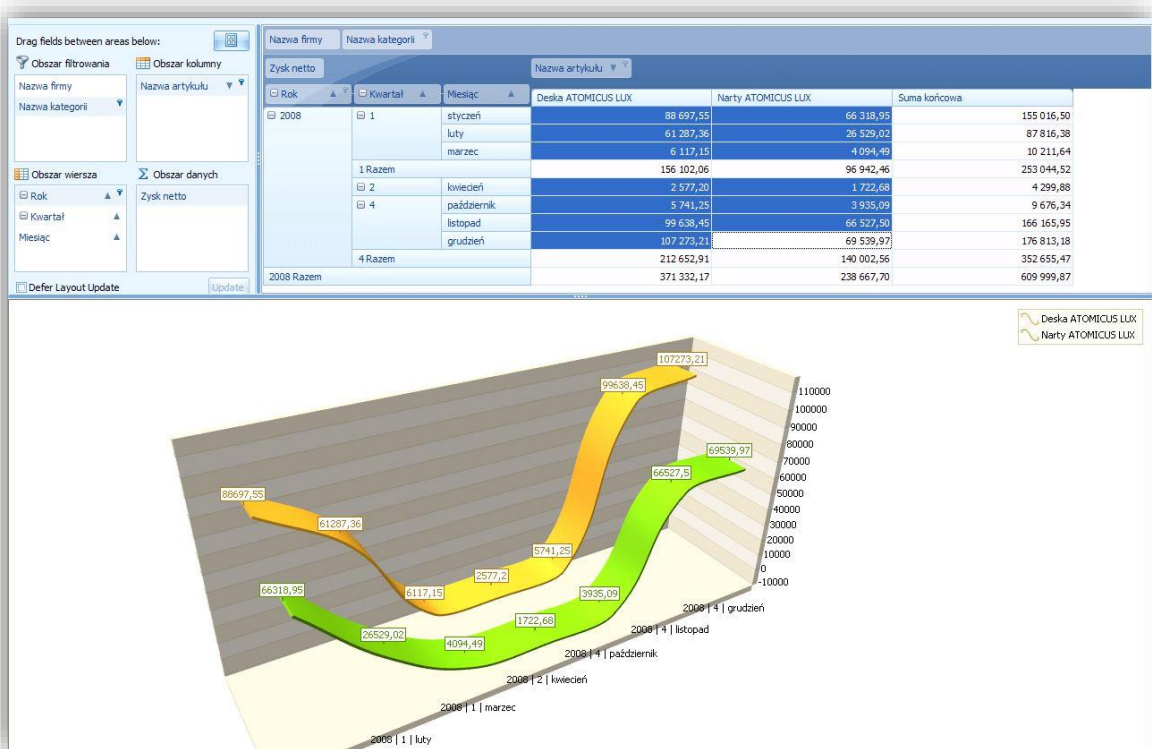 Drag fields between areas below:
Obszar filtrowania
Obszar kolumny
Nazwa firmy
Nazwa kategorii
Nazwa artykułu
Obszar wiersza
Obszar danych
Rok
Kwartał
Miesiąc
Zysk netto
Defer Layout Update
Update
Nazwa firmy Nazwa kategorii
Zysk netto Nazwa artykułu
Rok Kwartał Miesiąc Deska ATOMICUS LUX Narty ATOMICUS LUX Suma końcowa
2008 1 styczeń 88 697,55 66 318,95 155 016,50
luty 61 287,36 26 529,02 87 816,38
marzec 6 117,15 4 094,49 10 211,64
1 Razem 156 102,06 96 942,46 253 044,52
2 kwiecień 2 577,20 1 722,68 4 299,88
4 październik 5 741,25 3 935,09 9 676,34
listopad 99 638,45 66 527,50 166 165,95
grudzień 107 273,21 69 539,97 176 813,18
4 Razem 212 652,91 140 002,56 352 655,47
2008 Razem 371 332,17 238 667,70 609 999,87
Deska ATOMICUS LUX
Narty ATOMICUS LUX
107273,21
99638,45
88697,55
61287,36
6117,15
2577,2
5741,25
69539,97
66527,5
66318,95
26529,02
4094,49
1722,68
3935,09
110000
100000
90000
80000
70000
60000
50000
40000
30000
20000
10000
0
-10000
2008 | 4 | grudzień
2008 | 4 | listopad
2008 | 4 | październik
2008 | 2 | kwiecień
2008 | 1 | marzec
2008 | 1 | luty